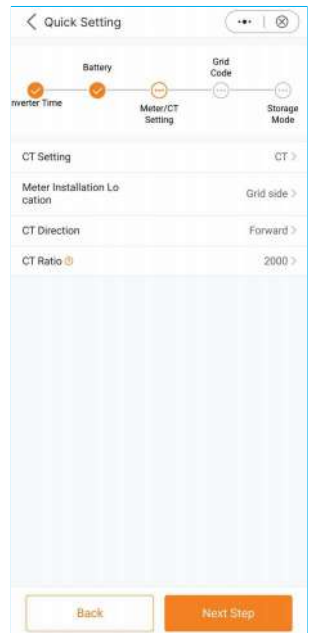 Quick Setting
Battery
Grid
Code
nverter Time
Meter/CT
Setting
Storage
Mode
CT Setting
CT
Meter Installation Lo
cation
Grid side
CT Direction
Forward
CT Ratio
2000
Back
Next Step